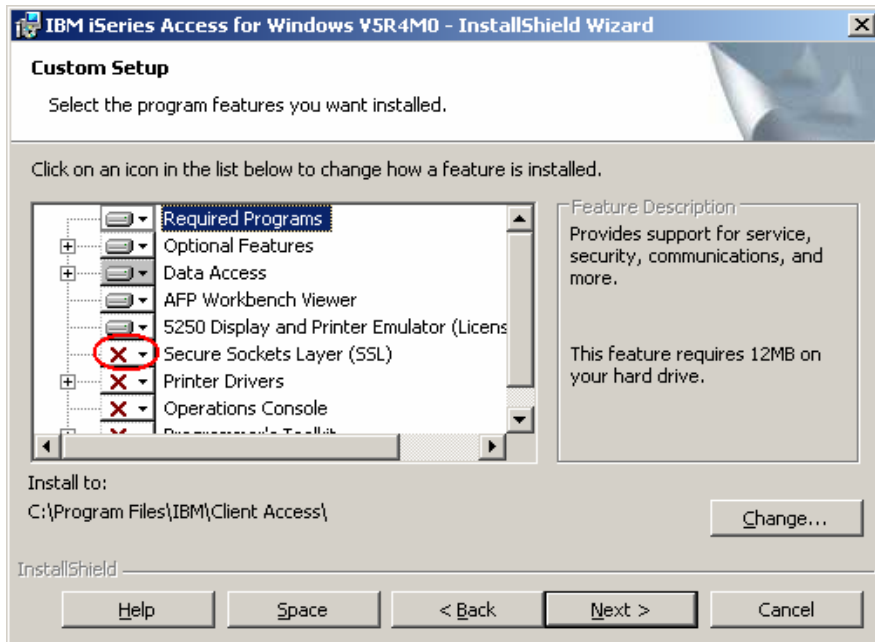 IBM iSeries Access for Windows V5R4M0 - InstallShield Wizard
Custom Setup
Select the program features you want installed.
Click on an icon in the list below to change how a feature is installed.
Required Programs
Optional Features
Data Access
AFP Workbench Viewer
5250 Display and Printer Emulator (Licens
Secure Sockets Layer (SSL)
Printer Drivers
Operations Console
Programmer's Toolkit
Feature Description
Provides support for service,
security, communications, and
more.
This feature requires 12MB on
your hard drive.
Install to:
C:\Program Files\IBM\Client Access\
Change...
InstallShield
Help
Space
< Back
Next >
Cancel